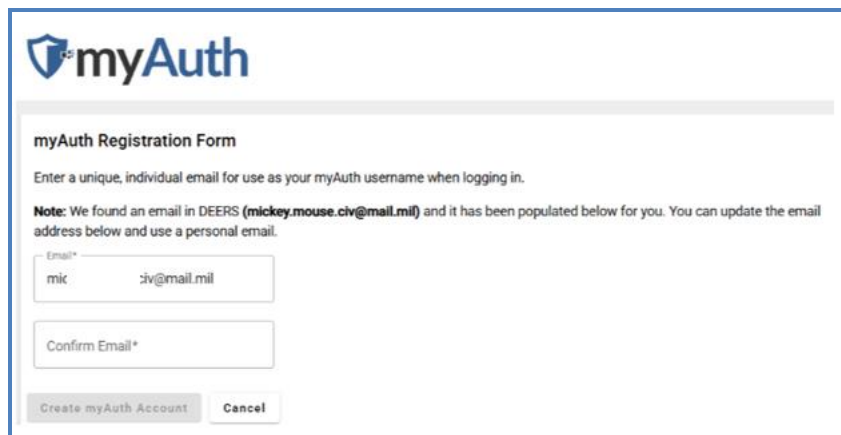 myAuth
myAuth Registration Form
Enter a unique, individual email for use as your myAuth username when logging in.
Note: We found an email in DEERS (mickey.mouse.civ@mail.mil) and it has been populated below for you. You can update the email
address below and use a personal email.
Email*
mic civ@mail.mil
Confirm Email*
Create myAuth Account Cancel